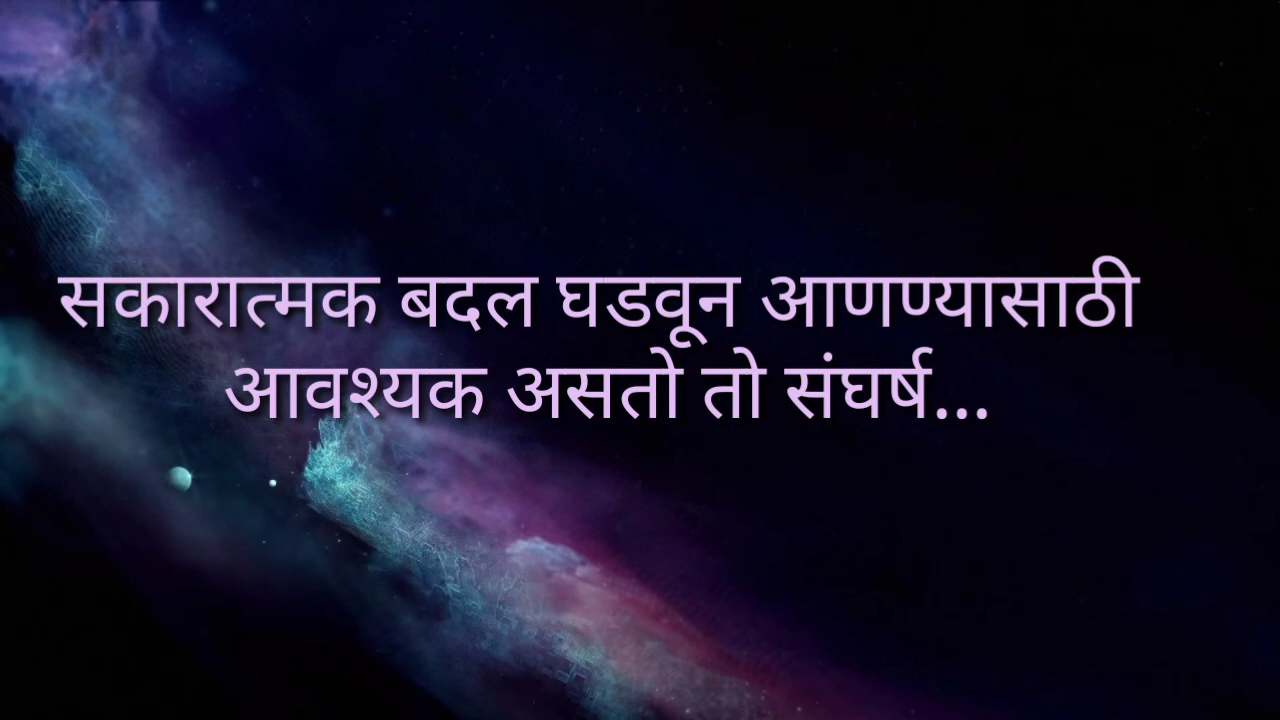 सकारात्मक बदल घडवून आणण्यासाठी
आवश्यक असतो तो संघर्ष...